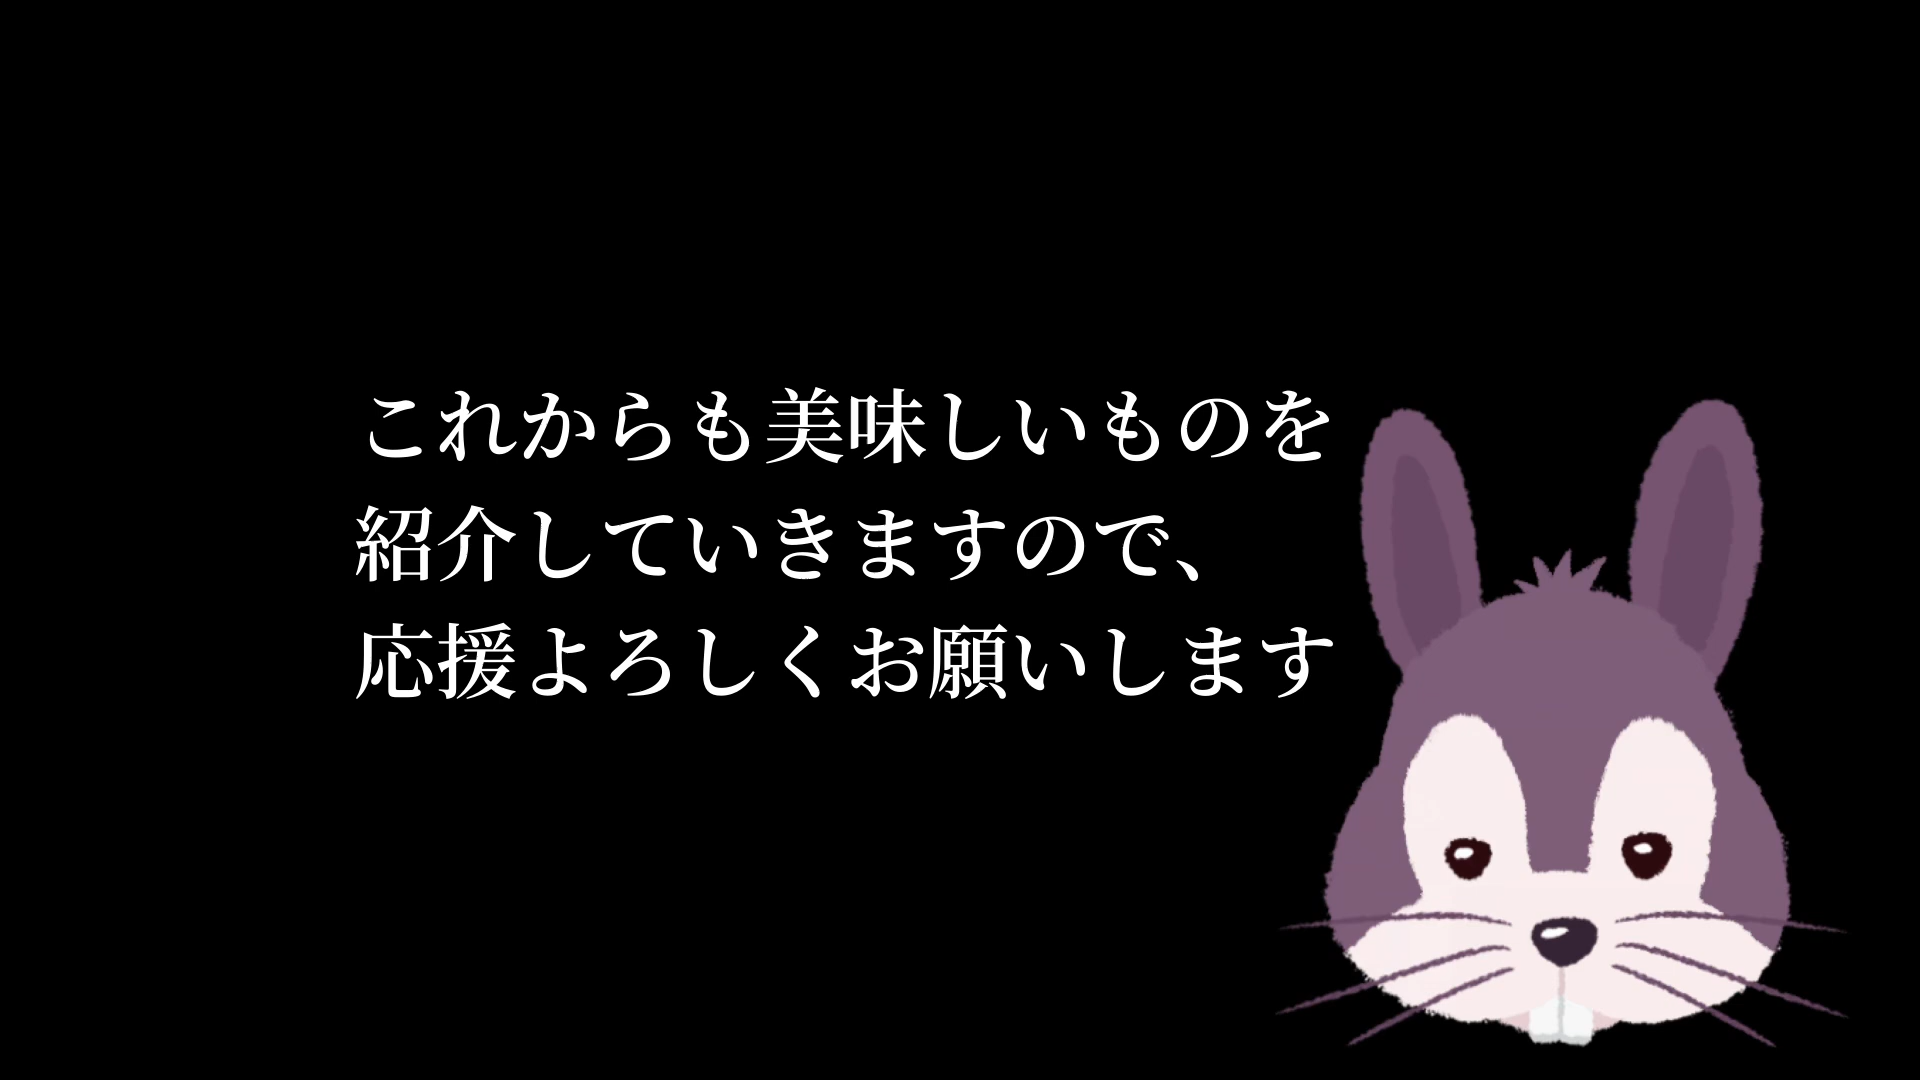 これからも美味しいものを
紹介していきますので、
応援よろしくお願いします